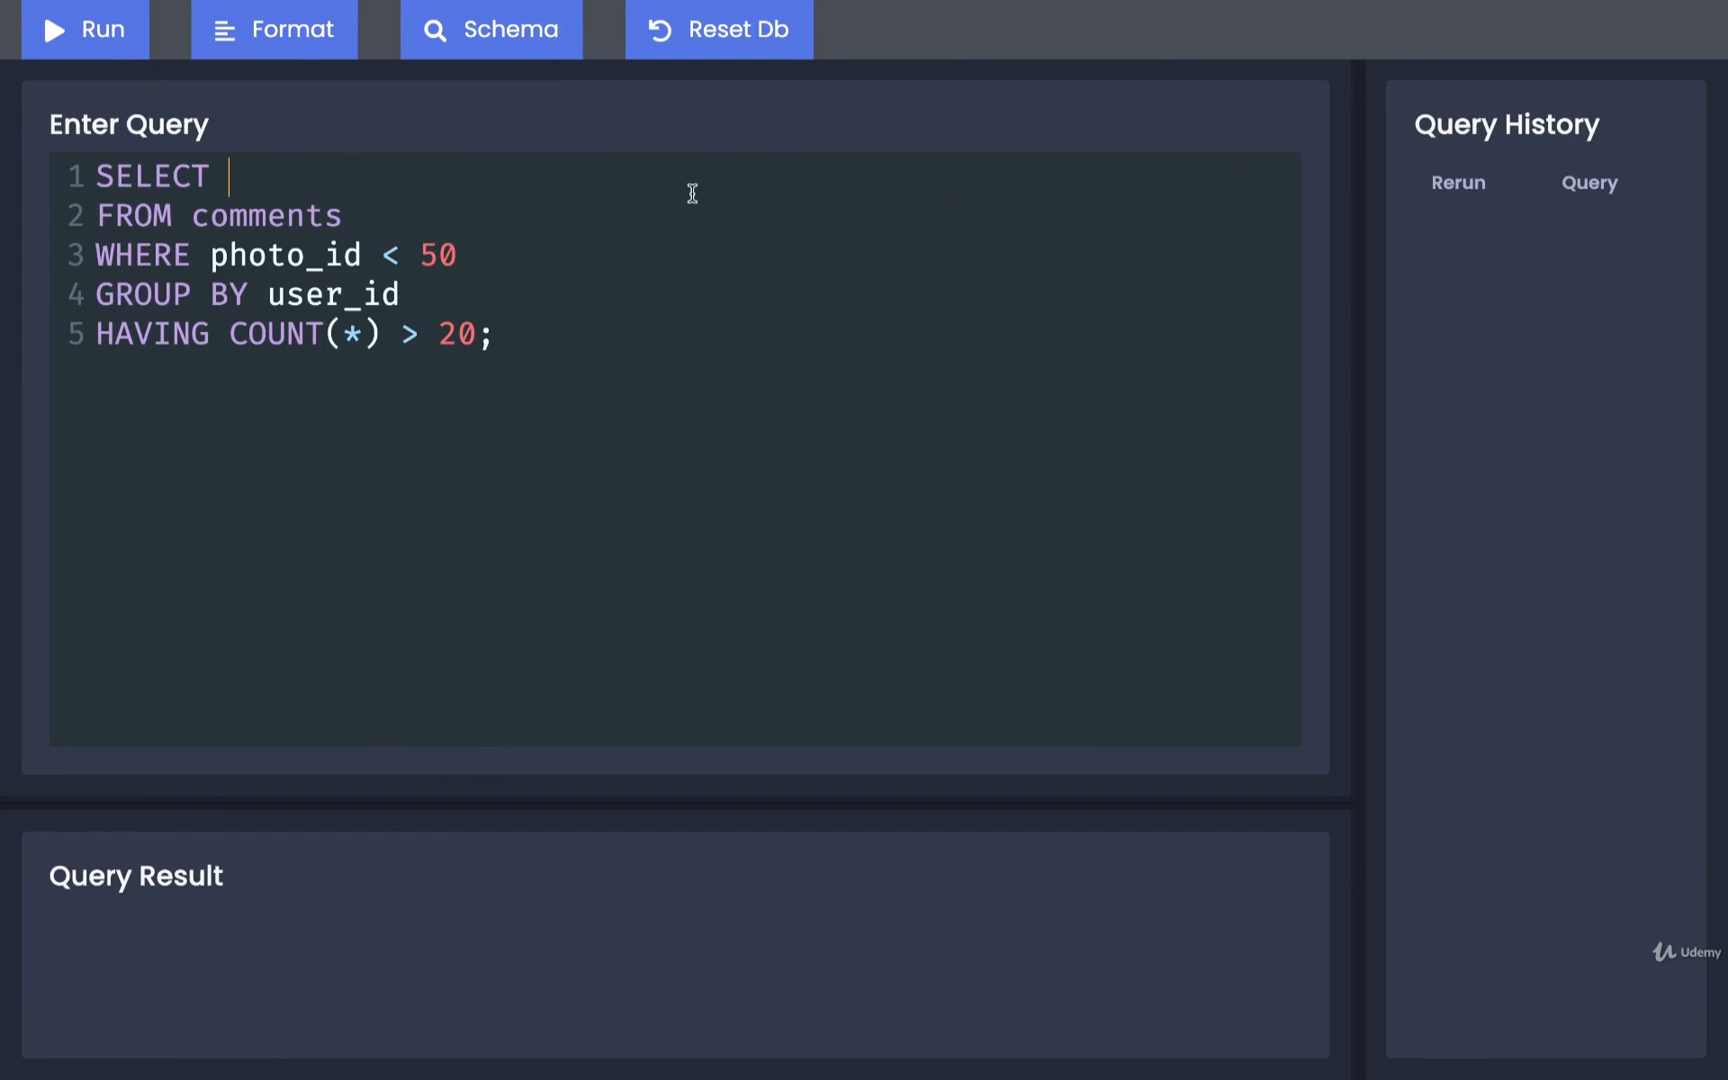 Run
Format
Schema
Reset Db
Enter Query
1 SELECT
2 FROM comments
3 WHERE photo_id < 50
4 GROUP BY user_id
5 HAVING COUNT(*) > 20;
Query History
Rerun Query
Query Result
Udemy